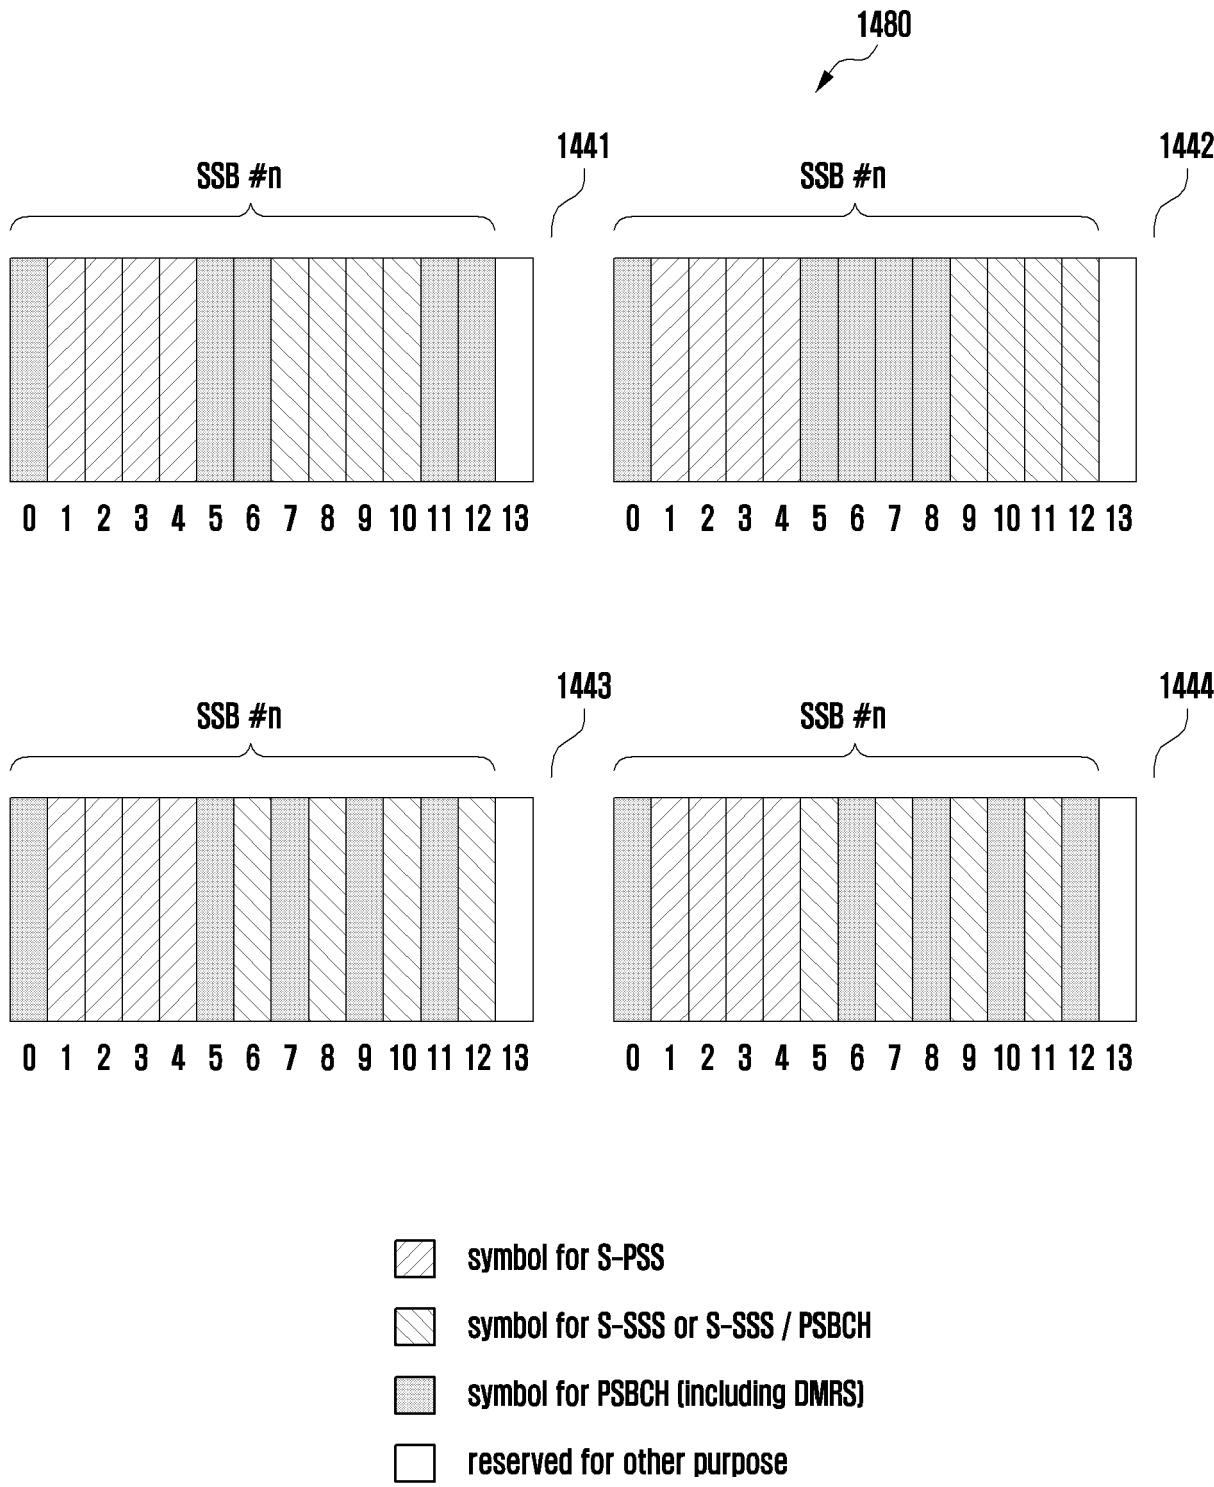 1480
1441
1442
SSB #n
SSB #n
0 1 2 3 4 5 6 7 8 9 10 11 12 13
0 1 2 3 4 5 6 7 8 9 10 11 12 13
1443
1444
SSB #n
SSB #n
0 1 2 3 4 5 6 7 8 9 10 11 12 13
0 1 2 3 4 5 6 7 8 9 10 11 12 13
symbol for S-PSS
symbol for S-SSS or S-SSS / PSBCH
symbol for PSBCH (including DMRS)
reserved for other purpose